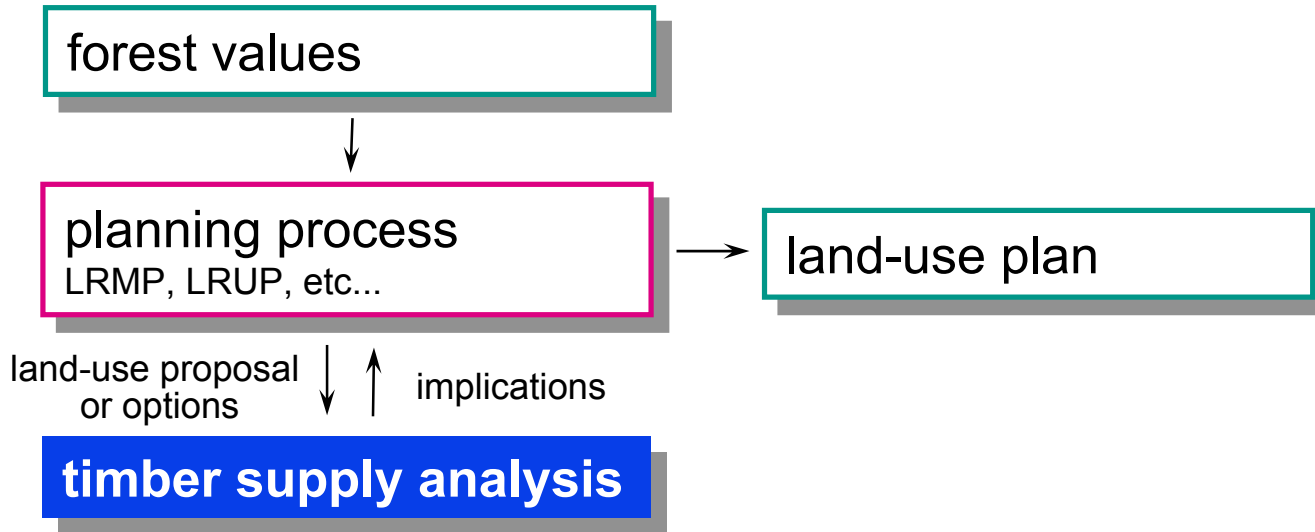 forest values
planning process
LRMP, LRUP, etc...
land-use plan
land-use proposal
or options
implications
timber supply analysis